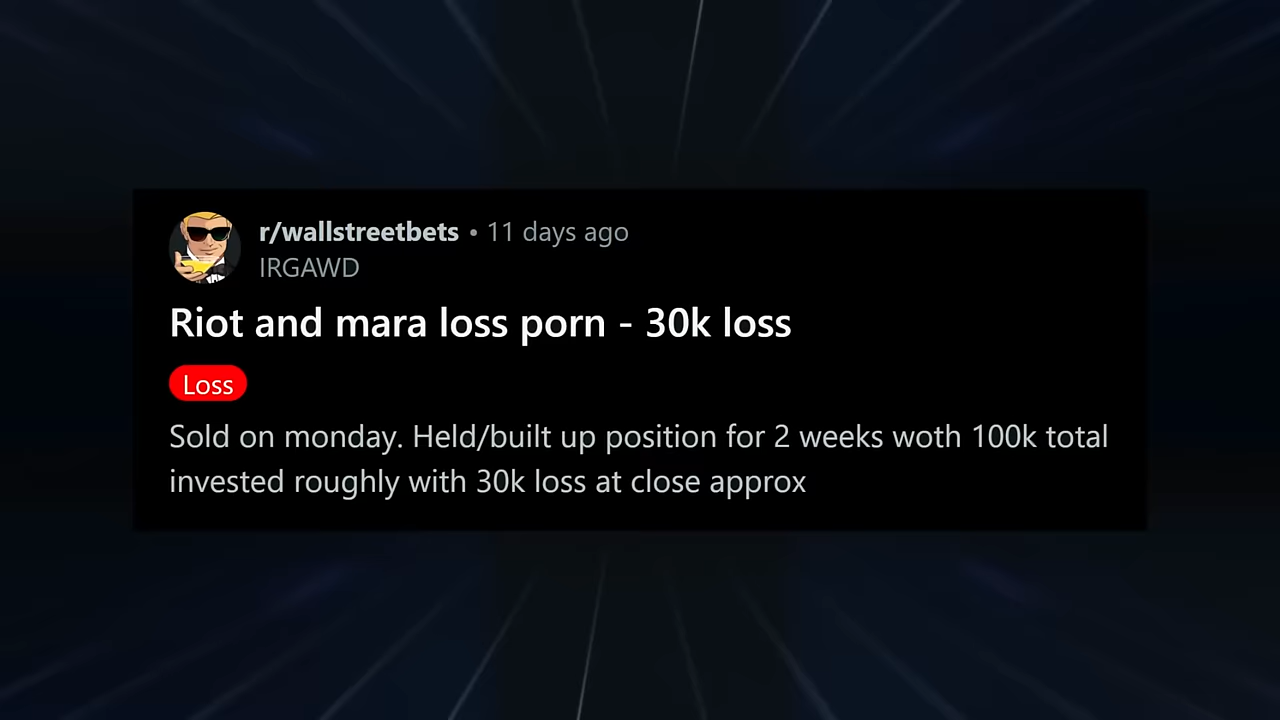 r/wallstreetbets • 11 days ago
IRGAWD
Riot and mara loss porn - 30k loss
Loss
Sold on monday. Held/built up position for 2 weeks woth 100k total
invested roughly with 30k loss at close approx